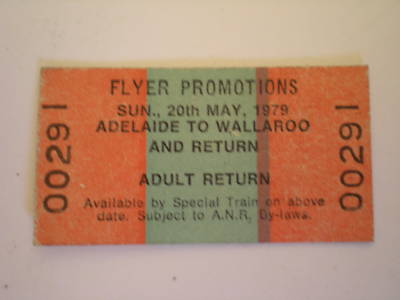 FLYER PROMOTIONS
SUN., 20th MAY, 1979
ADELAIDE TO WALLAROO
AND RETURN
ADULT RETURN
Available by Special Train on above
date. Subject to A.N.R. By-laws.
00291
00291